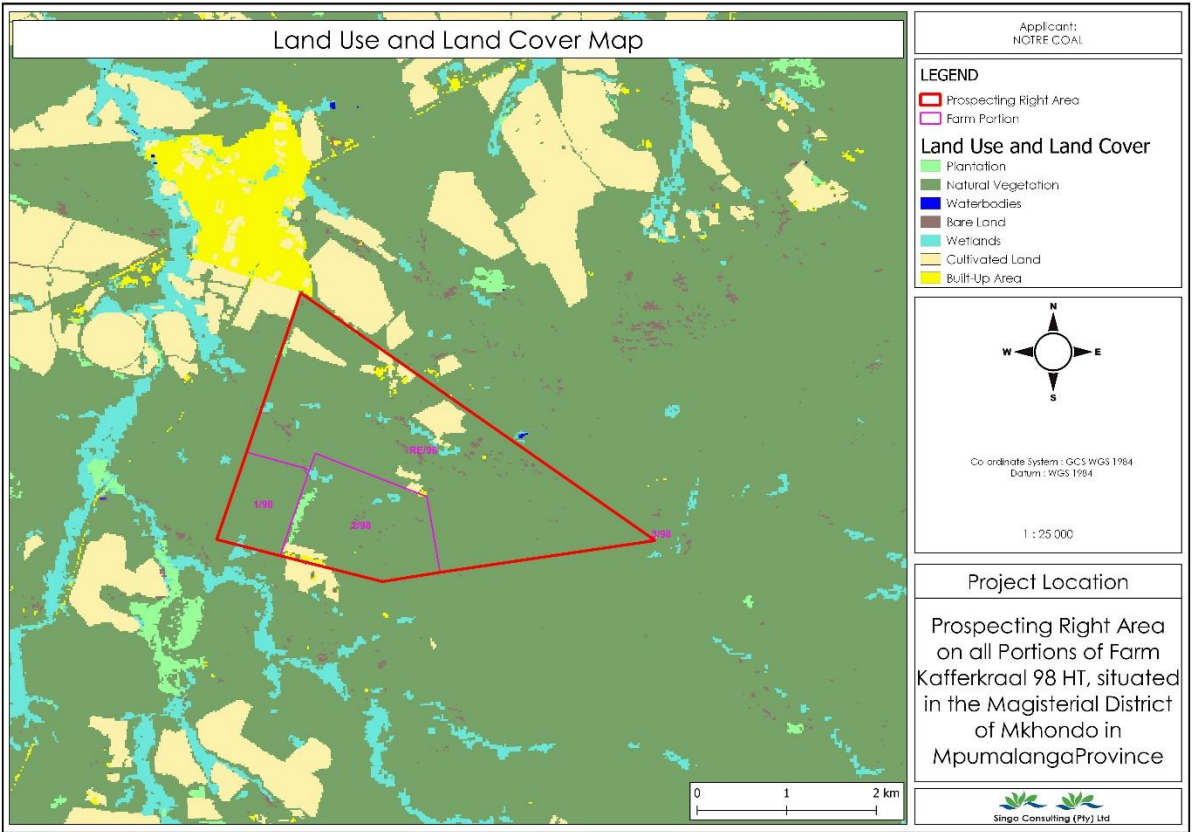 Land Use and Land Cover Map
Applicant:
NOTRE COAL
LEGEND
Prospecting Right Area
Farm Portion
Land Use and Land Cover
Plantation
Natural Vegetation
Waterbodies
Bare Land
Wetlands
Cultivated Land
Built-Up Area
N
W E
S
Co ordinate System : GCS WGS 1984
Datum : WGS 1984
1 : 25 000
Project Location
Prospecting Right Area
on all Portions of Farm
Kafferkraal 98 HT, situated
in the Magisterial District
of Mkhondo in
MpumalangaProvince
Singo Consulting (Pty) Ltd
RE/98
1/98
2/98
3/98
0 1 2 km